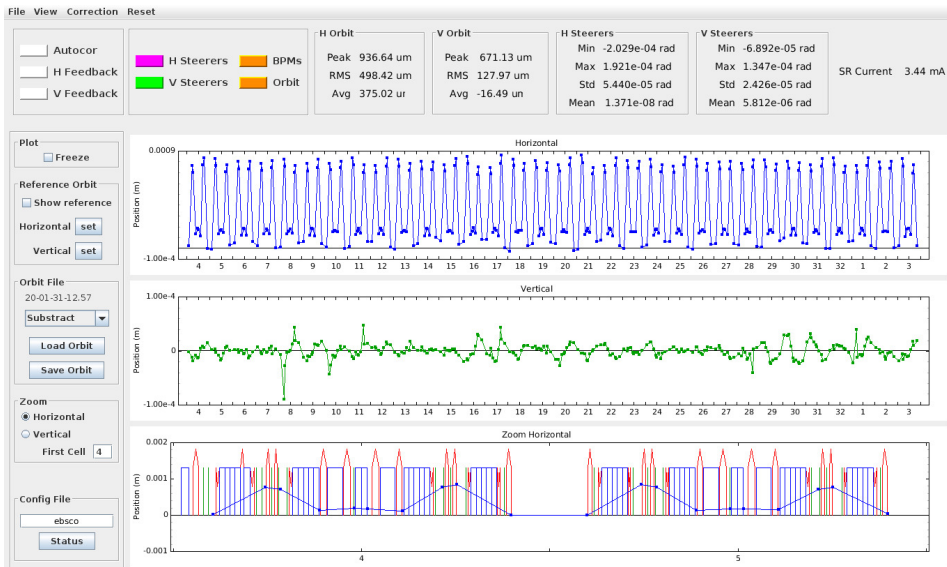 File View Correction Reset
Autocor
H Feedback
V Feedback
H Steerers BPMs
V Steerers Orbit
H Orbit
Peak 936.64 um
RMS 498.42 um
Avg 375.02 ur
V Orbit
Peak 671.13 um
RMS 127.97 um
Avg -16.49 un
H Steerers
Min -2.029e-04 rad
Max 1.921e-04 rad
Std 5.440e-05 rad
Mean 1.371e-08 rad
V Steerers
Min -6.892e-05 rad
Max 1.347e-04 rad
Std 2.426e-05 rad
Mean 5.812e-06 rad
SR Current 3.44 mA
Plot
Freeze
Reference Orbit
Show reference
Horizontal set
Vertical set
Orbit File
20-01-31-12.57
Substract
Load Orbit
Save Orbit
Zoom
Horizontal
Vertical
First Cell 4
Config File
ebsco
Status
Horizontal
0.0009
Position (m)
-1.00e-4
4 5 6 7 8 9 10 11 12 13 14 15 16 17 18 19 20 21 22 23 24 25 26 27 28 29 30 31 32 1 2 3
Vertical
1.00e-4
Position (m)
0
-1.00e-4
4 5 6 7 8 9 10 11 12 13 14 15 16 17 18 19 20 21 22 23 24 25 26 27 28 29 30 31 32 1 2 3
Zoom Horizontal
0.002
0.001
Position (m)
0
-0.001
4 5